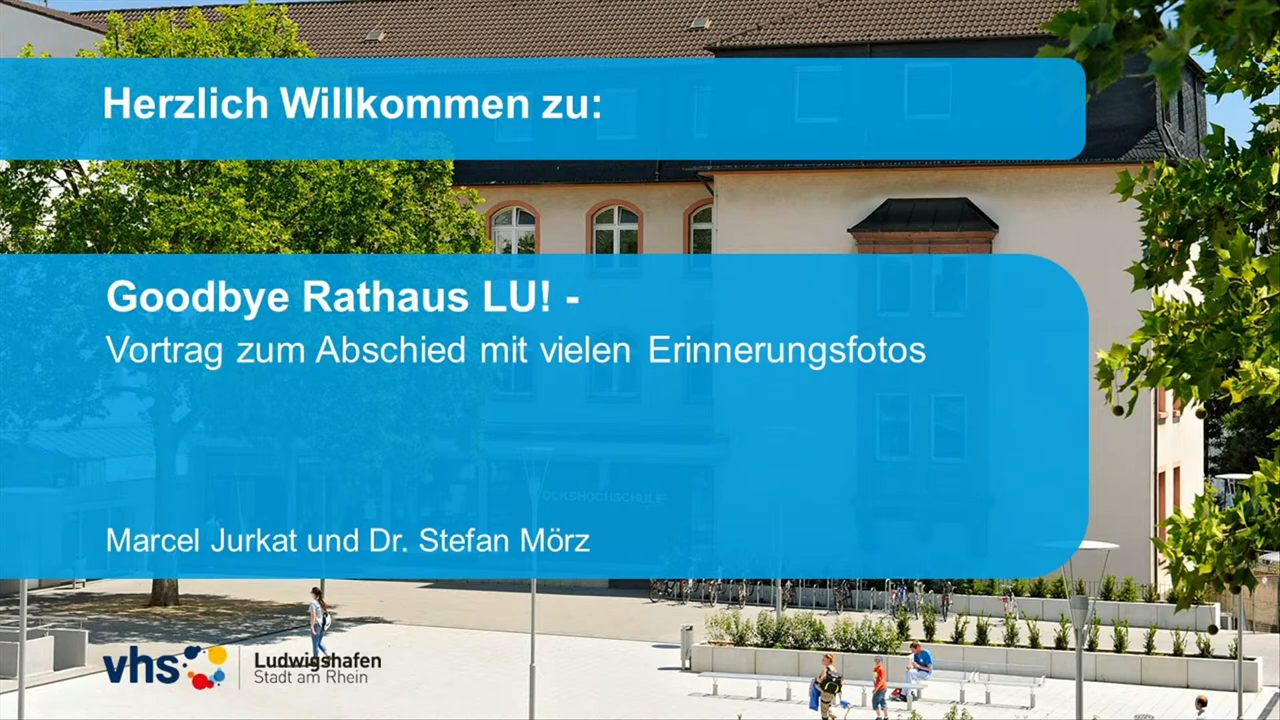 Herzlich Willkommen zu:
Goodbye Rathaus LU! -
Vortrag zum Abschied mit vielen Erinnerungsfotos
VOLKSHOCHSCHULE
Marcel Jurkat und Dr. Stefan Mörz
vhs
Ludwigshafen
Stadt am Rhein